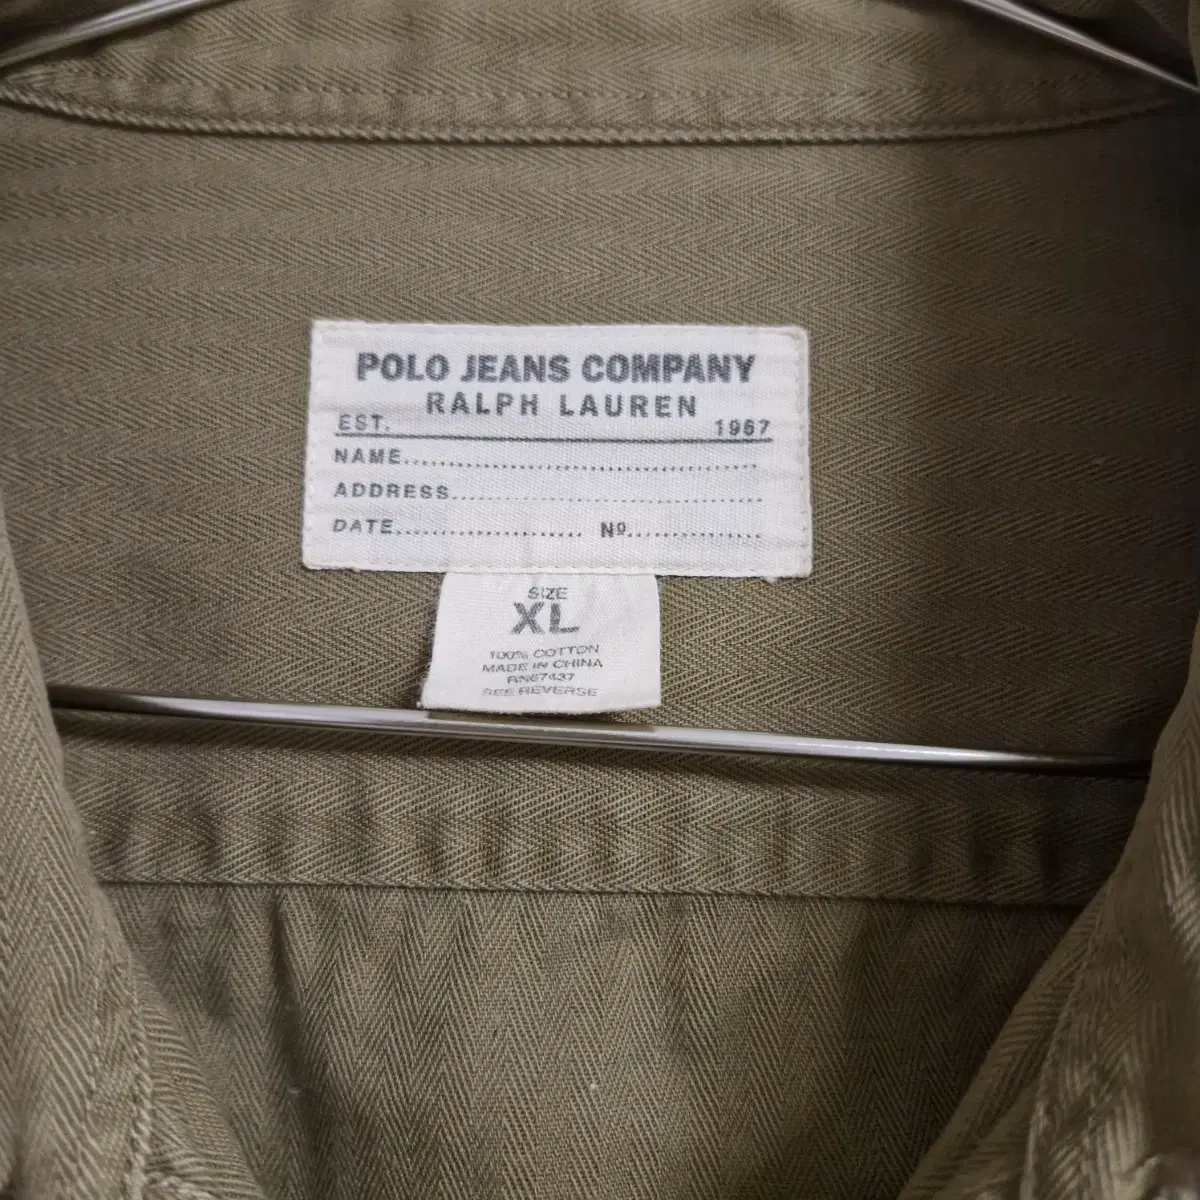 POLO JEANS COMPANY
RALPH LAUREN
EST. 1967
NAME
ADDRESS
DATE Nº
SIZE
XL
100% COTTON
MADE IN CHINA
RN67437
SEE REVERSE